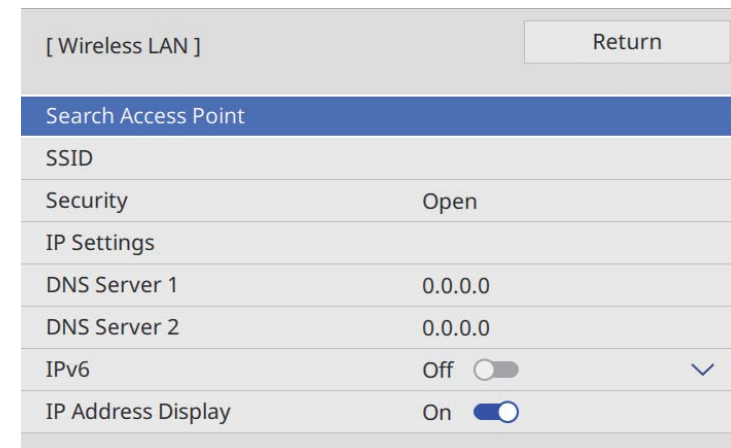 [ Wireless LAN ] Return
Search Access Point
SSID
Security Open
IP Settings
DNS Server 1 0.0.0.0
DNS Server 2 0.0.0.0
IPv6 Off
IP Address Display On